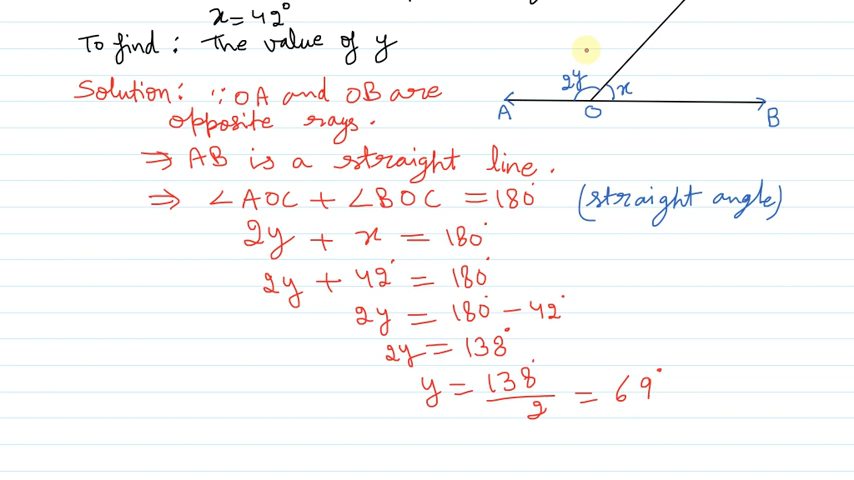 x = 42°
To find : The value of y
Solution : ∵ OA and OB are
opposite rays.
⇒ AB is a straight line.
⇒ ∠AOC + ∠BOC = 180° (straight angle)
2y + x = 180°
2y + 42° = 180°
2y = 180° - 42°
2y = 138°
y = 138°/2 = 69°
2y x
A O B